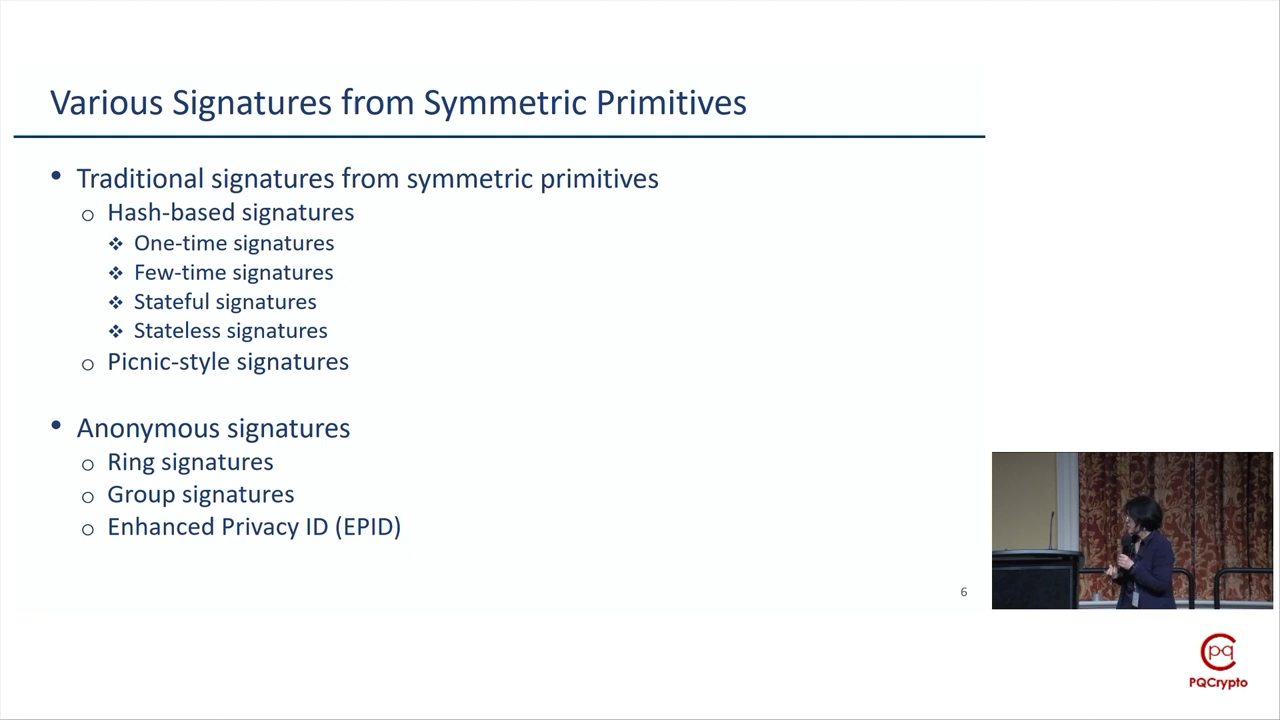 Various Signatures from Symmetric Primitives
• Traditional signatures from symmetric primitives
o Hash-based signatures
❖ One-time signatures
❖ Few-time signatures
❖ Stateful signatures
❖ Stateless signatures
o Picnic-style signatures
• Anonymous signatures
o Ring signatures
o Group signatures
o Enhanced Privacy ID (EPID)
6
pq
PQCrypto